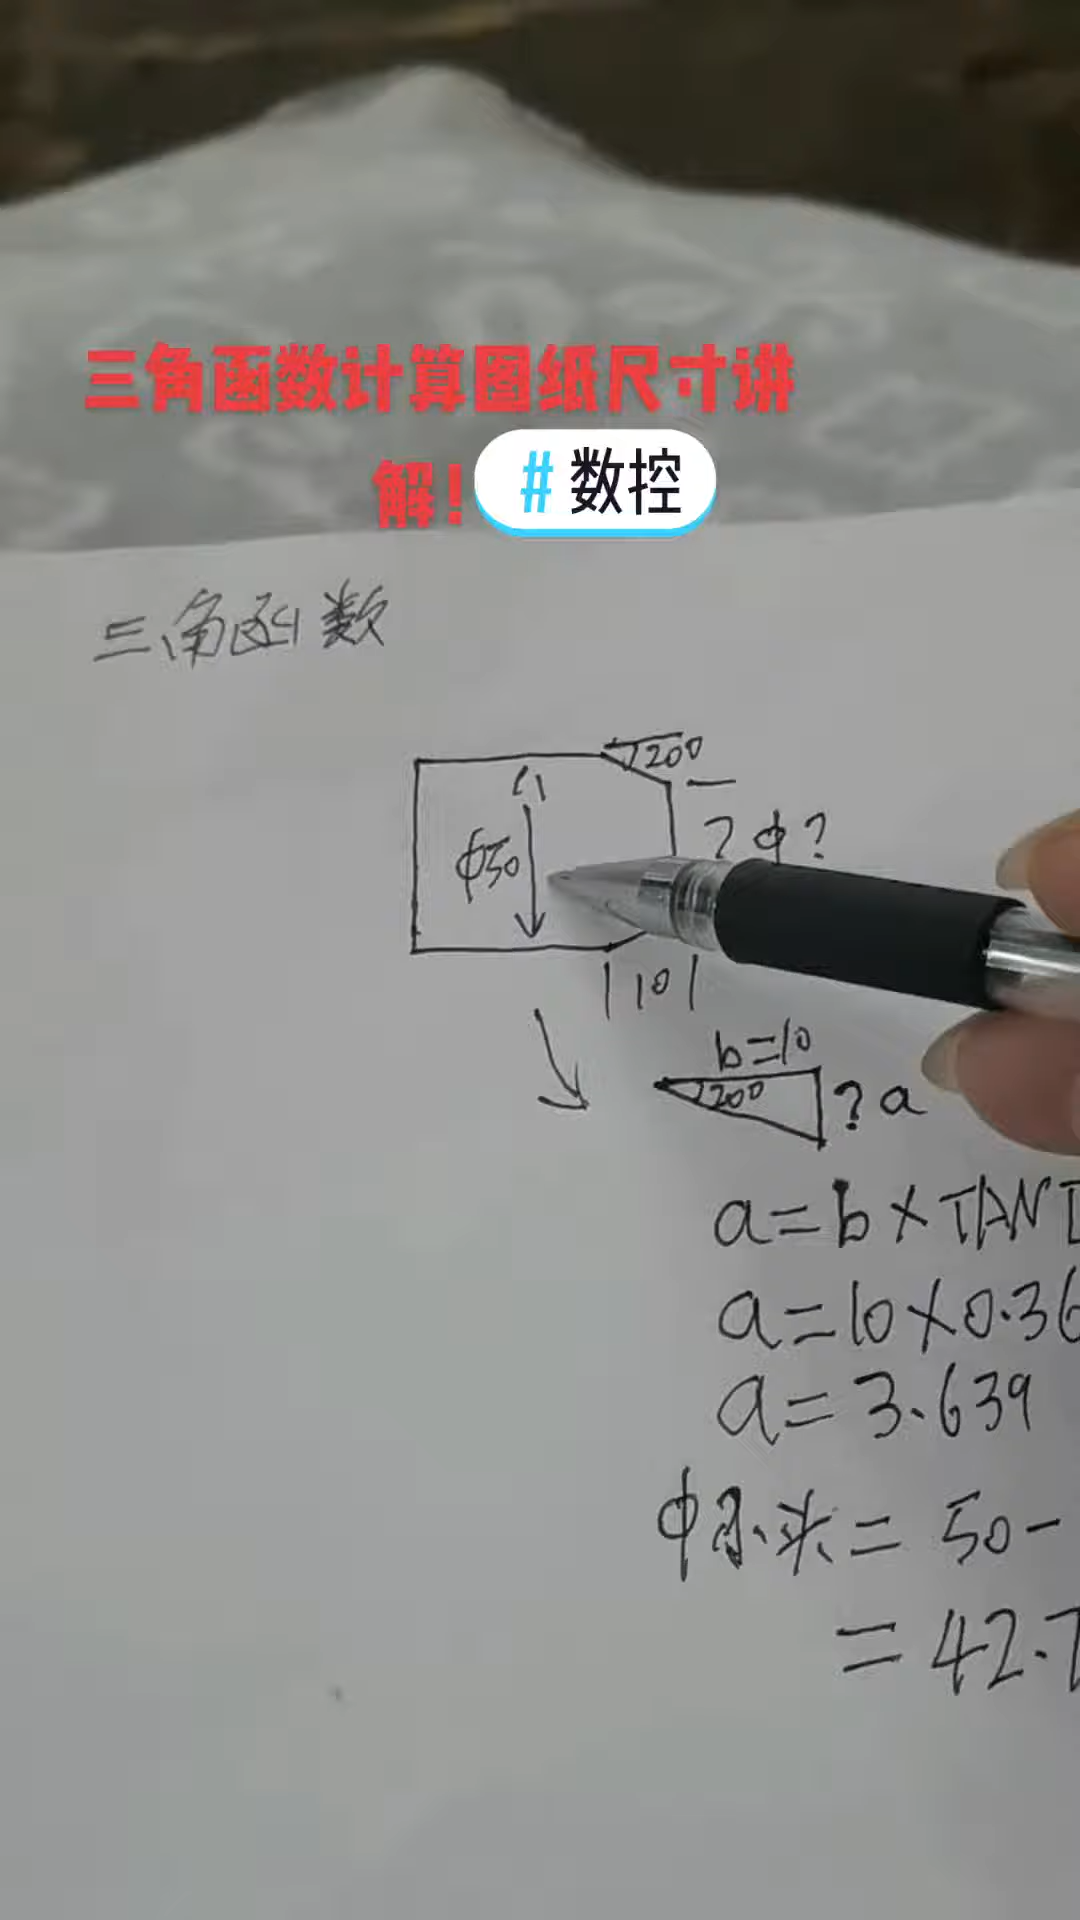 三角函数计算图纸尺寸讲
解！ # 数控
三角函数
20°
φ50
? φ?
10
b=10
20°
? a
a=b×TAN
a=10×0.36
a=3.639
φ小头=50-
=42.7